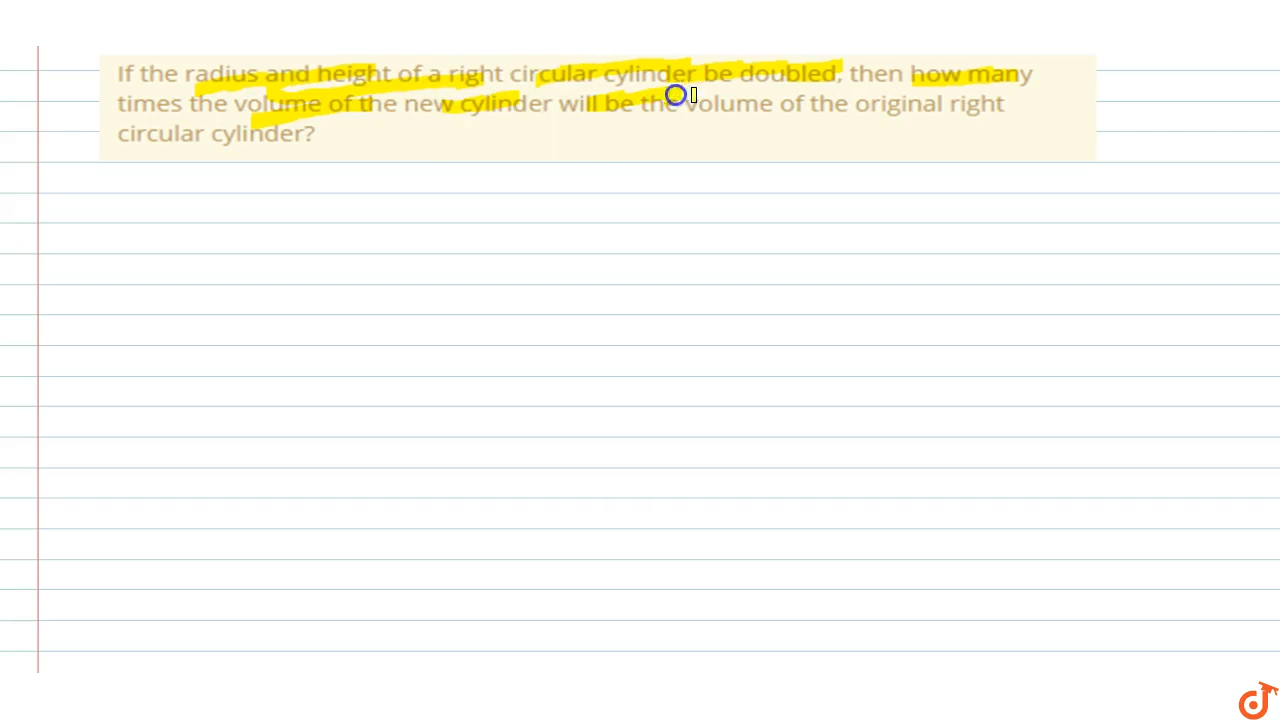 If the radius and height of a right circular cylinder be doubled, then how many
times the volume of the new cylinder will be the volume of the original right
circular cylinder?